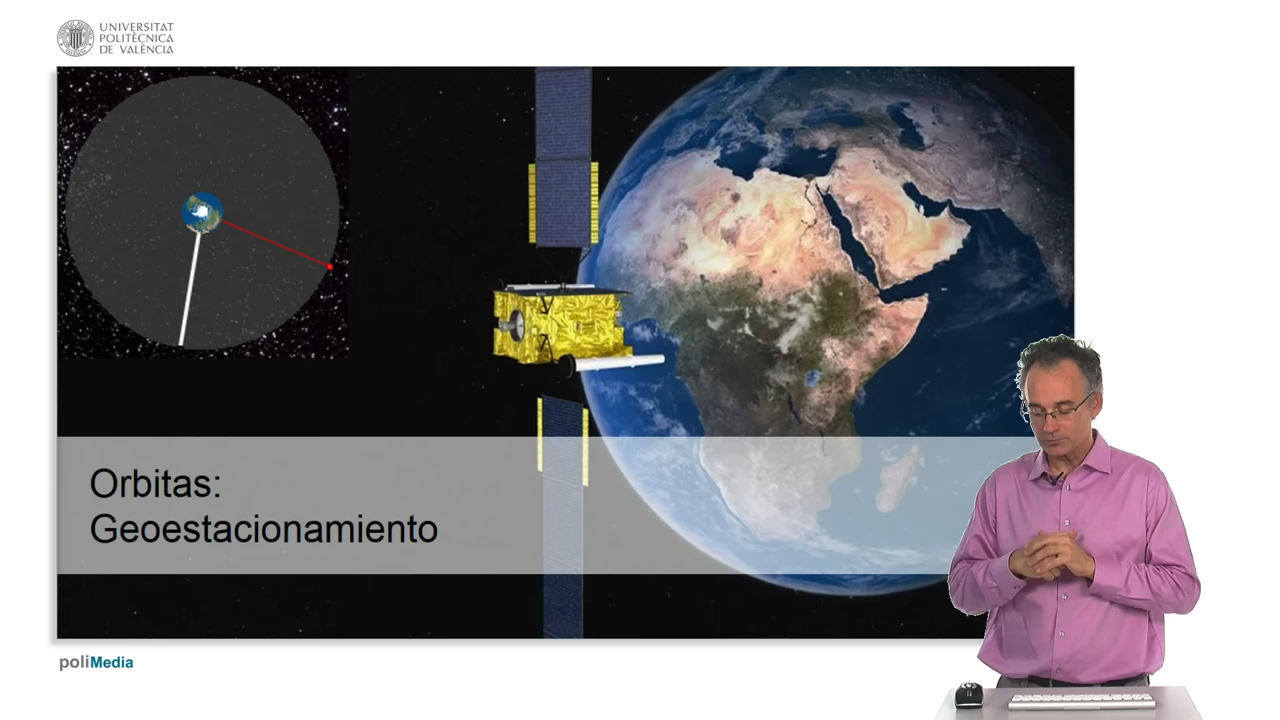 UNIVERSITAT
POLITÈCNICA
DE VALÈNCIA
Orbitas:
Geoestacionamiento
poliMedia